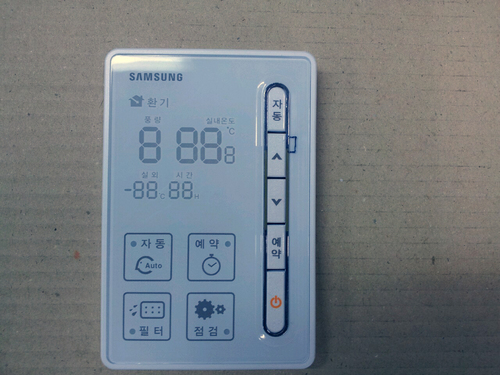 SAMSUNG
환기
풍량 실내온도
8 88 8 °C
실외 시간
-88 °C 88 H
자동
Auto
예약
필터
점검
자동
예약